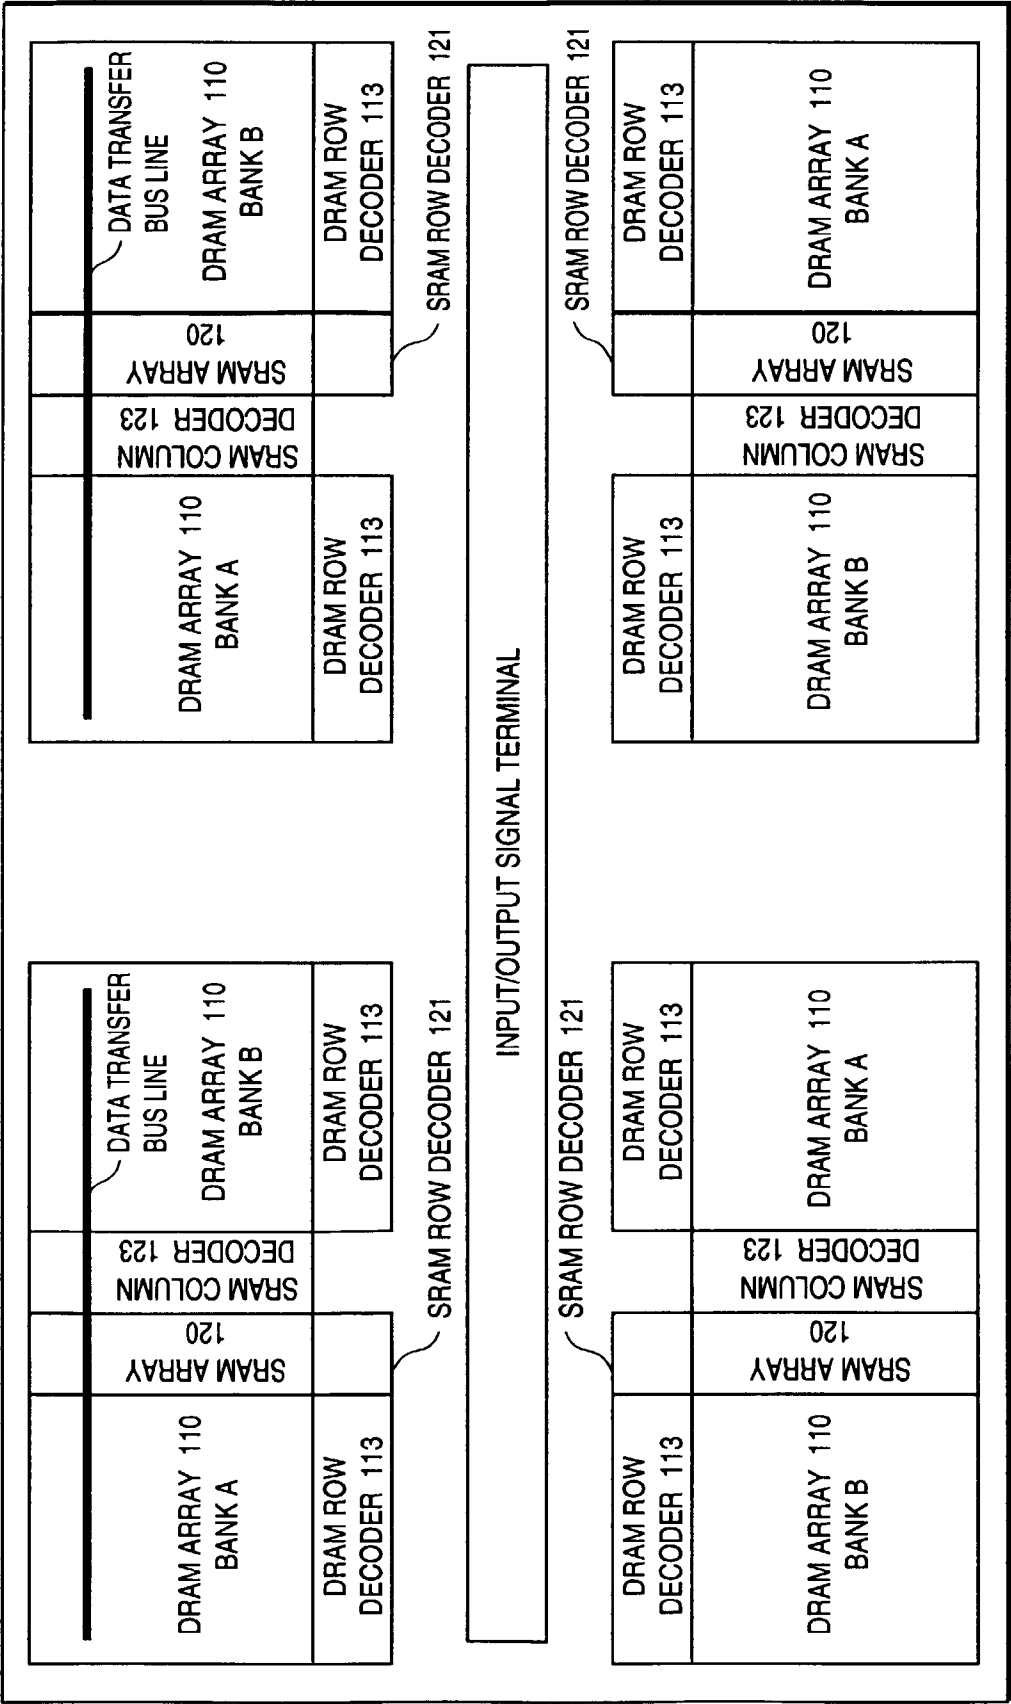 DRAM ARRAY 110
BANK A
SRAM ARRAY
120
SRAM COLUMN
DECODER 123
DATA TRANSFER
BUS LINE
DRAM ARRAY 110
BANK B
DRAM ARRAY 110
BANK A
SRAM COLUMN
DECODER 123
SRAM ARRAY
120
DATA TRANSFER
BUS LINE
DRAM ARRAY 110
BANK B
DRAM ROW
DECODER 113
DRAM ROW
DECODER 113
DRAM ROW
DECODER 113
DRAM ROW
DECODER 113
SRAM ROW DECODER 121
SRAM ROW DECODER 121
INPUT/OUTPUT SIGNAL TERMINAL
SRAM ROW DECODER 121
SRAM ROW DECODER 121
DRAM ROW
DECODER 113
DRAM ROW
DECODER 113
DRAM ROW
DECODER 113
DRAM ROW
DECODER 113
DRAM ARRAY 110
BANK B
SRAM ARRAY
120
SRAM COLUMN
DECODER 123
DRAM ARRAY 110
BANK A
DRAM ARRAY 110
BANK B
SRAM COLUMN
DECODER 123
SRAM ARRAY
120
DRAM ARRAY 110
BANK A